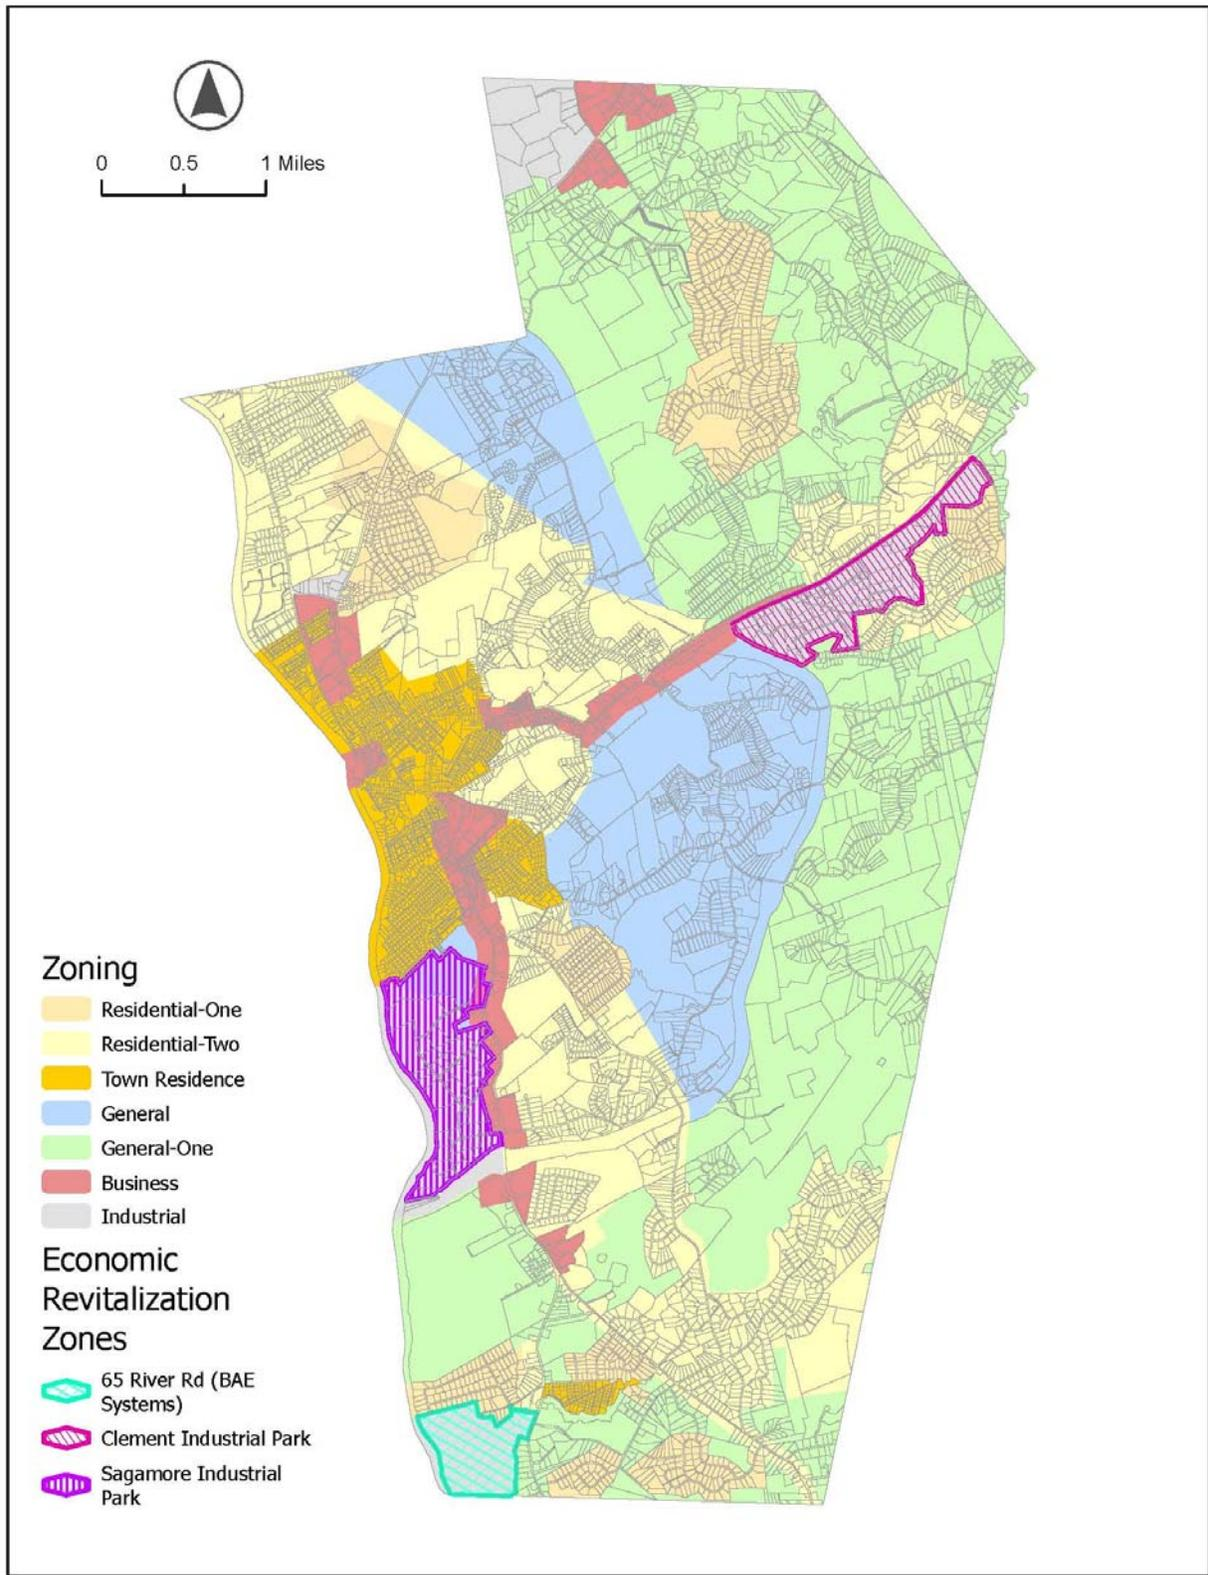 0 0.5 1 Miles
Zoning
Residential-One
Residential-Two
Town Residence
General
General-One
Business
Industrial
Economic
Revitalization
Zones
65 River Rd (BAE
Systems)
Clement Industrial Park
Sagamore Industrial
Park